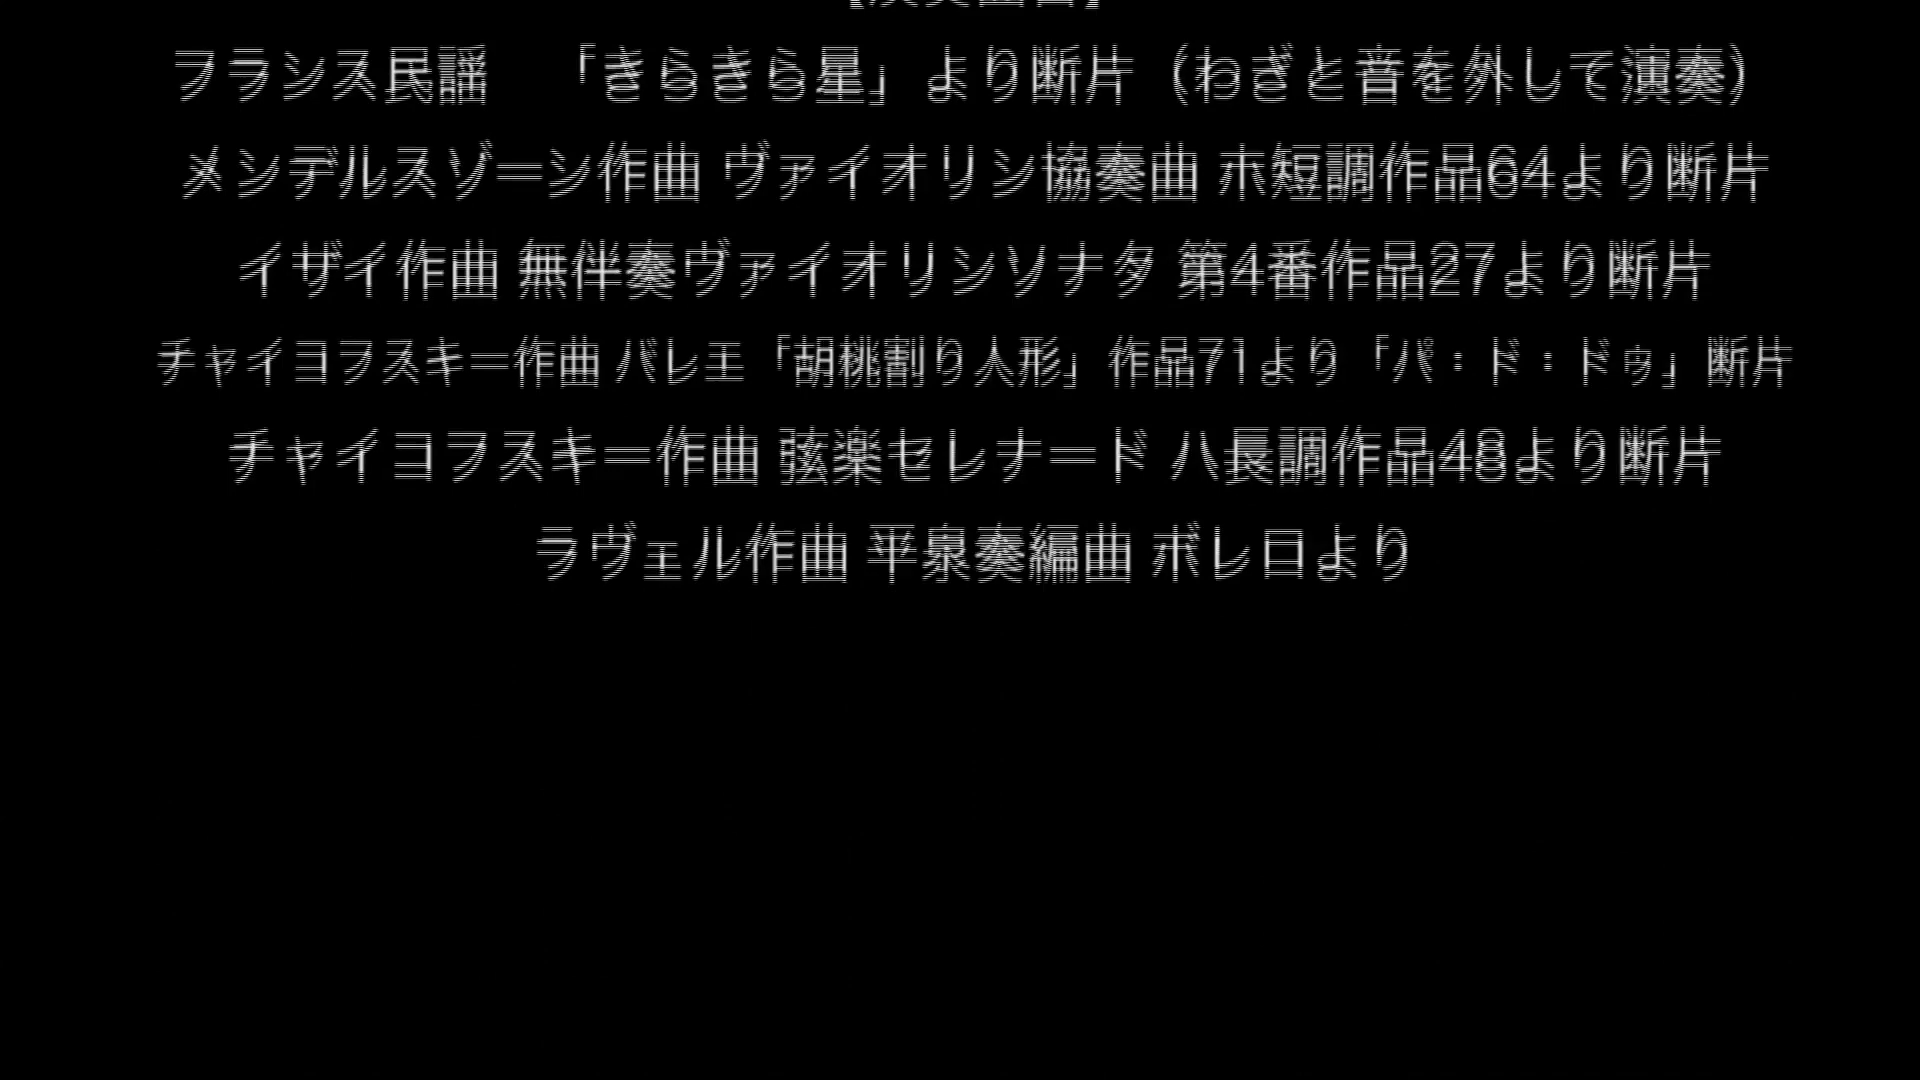 フランス民謡　「きらきら星」より断片（わざと音を外して演奏）
メンデルスゾーン作曲 ヴァイオリン協奏曲 ホ短調作品64より断片
イザイ作曲 無伴奏ヴァイオリンソナタ 第4番作品27より断片
チャイコフスキー作曲 バレエ「胡桃割り人形」作品71より「パ・ド・ドゥ」断片
チャイコフスキー作曲 弦楽セレナード ハ長調作品48より断片
ラヴェル作曲 平泉奏編曲 ボレロより